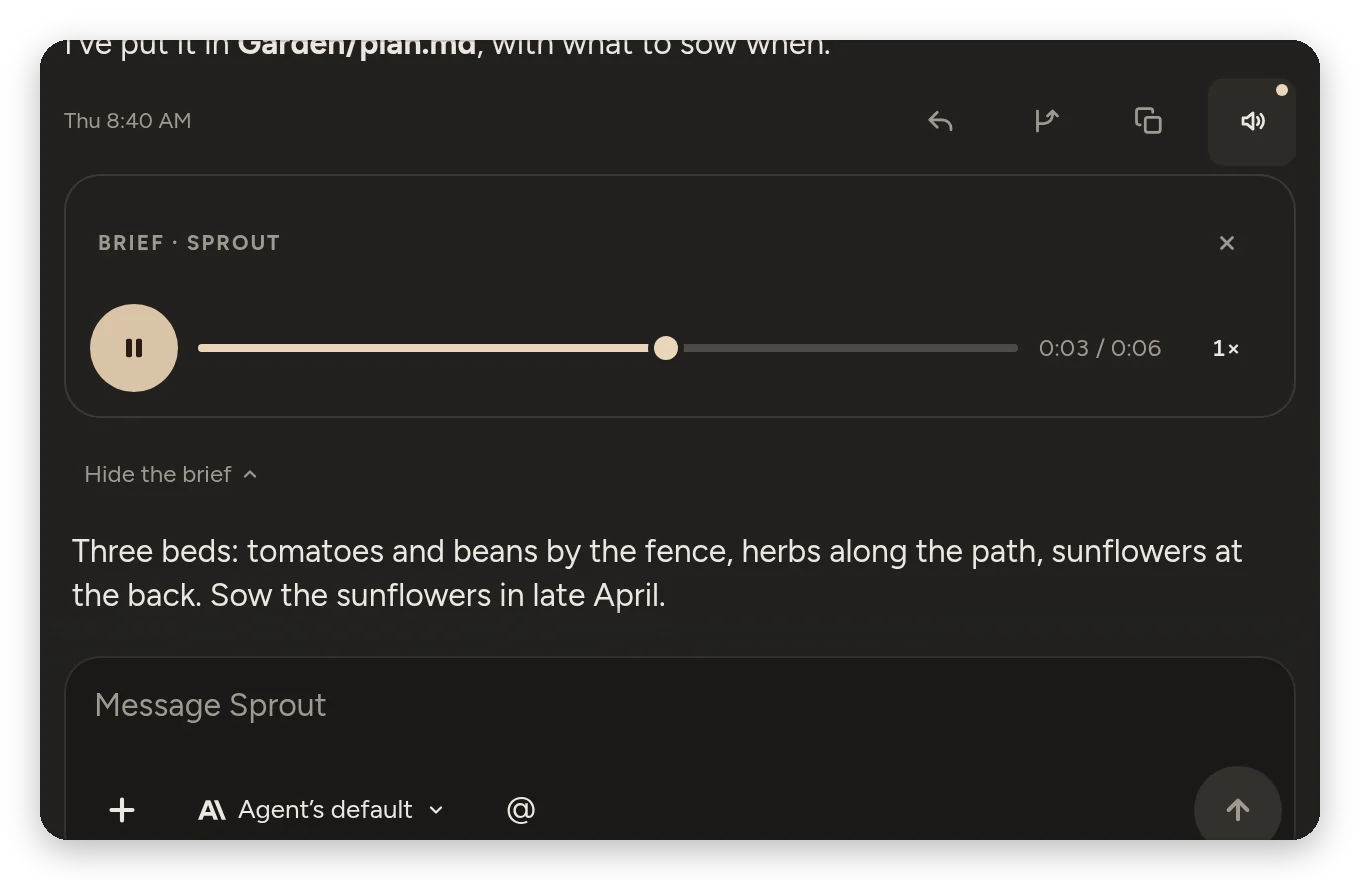 I've put it in Garden/plan.md, with what to sow when.
Thu 8:40 AM
BRIEF · SPROUT
0:03 / 0:06
1×
Hide the brief
Three beds: tomatoes and beans by the fence, herbs along the path, sunflowers at
the back. Sow the sunflowers in late April.
Message Sprout
Agent’s default
@